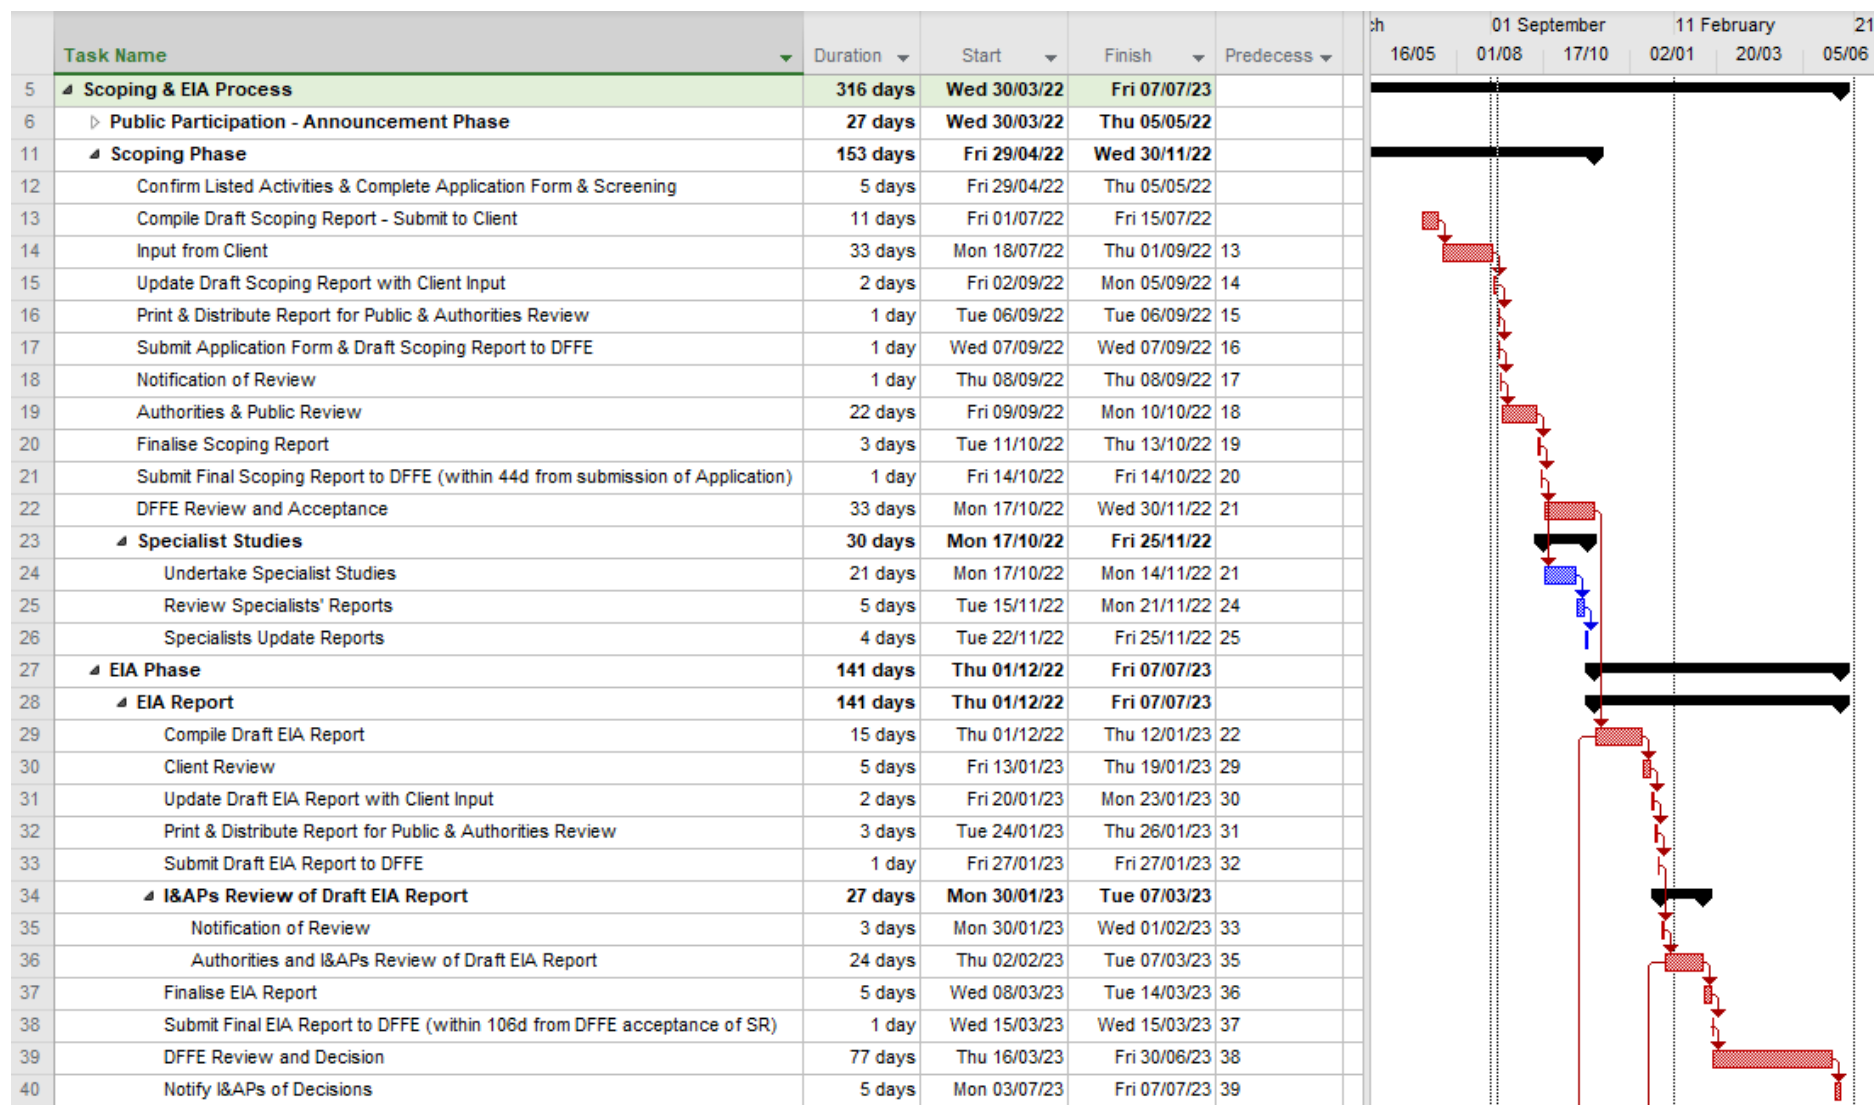 ch 01 September 11 February 21
Task Name Duration Start Finish Predecess 16/05 01/08 17/10 02/01 20/03 05/06
5 Scoping & EIA Process 316 days Wed 30/03/22 Fri 07/07/23
6 Public Participation - Announcement Phase 27 days Wed 30/03/22 Thu 05/05/22
11 Scoping Phase 153 days Fri 29/04/22 Wed 30/11/22
12 Confirm Listed Activities & Complete Application Form & Screening 5 days Fri 29/04/22 Thu 05/05/22
13 Compile Draft Scoping Report - Submit to Client 11 days Fri 01/07/22 Fri 15/07/22
14 Input from Client 33 days Mon 18/07/22 Thu 01/09/22 13
15 Update Draft Scoping Report with Client Input 2 days Fri 02/09/22 Mon 05/09/22 14
16 Print & Distribute Report for Public & Authorities Review 1 day Tue 06/09/22 Tue 06/09/22 15
17 Submit Application Form & Draft Scoping Report to DFFE 1 day Wed 07/09/22 Wed 07/09/22 16
18 Notification of Review 1 day Thu 08/09/22 Thu 08/09/22 17
19 Authorities & Public Review 22 days Fri 09/09/22 Mon 10/10/22 18
20 Finalise Scoping Report 3 days Tue 11/10/22 Thu 13/10/22 19
21 Submit Final Scoping Report to DFFE (within 44d from submission of Application) 1 day Fri 14/10/22 Fri 14/10/22 20
22 DFFE Review and Acceptance 33 days Mon 17/10/22 Wed 30/11/22 21
23 Specialist Studies 30 days Mon 17/10/22 Fri 25/11/22
24 Undertake Specialist Studies 21 days Mon 17/10/22 Mon 14/11/22 21
25 Review Specialists' Reports 5 days Tue 15/11/22 Mon 21/11/22 24
26 Specialists Update Reports 4 days Tue 22/11/22 Fri 25/11/22 25
27 EIA Phase 141 days Thu 01/12/22 Fri 07/07/23
28 EIA Report 141 days Thu 01/12/22 Fri 07/07/23
29 Compile Draft EIA Report 15 days Thu 01/12/22 Thu 12/01/23 22
30 Client Review 5 days Fri 13/01/23 Thu 19/01/23 29
31 Update Draft EIA Report with Client Input 2 days Fri 20/01/23 Mon 23/01/23 30
32 Print & Distribute Report for Public & Authorities Review 3 days Tue 24/01/23 Thu 26/01/23 31
33 Submit Draft EIA Report to DFFE 1 day Fri 27/01/23 Fri 27/01/23 32
34 I&APs Review of Draft EIA Report 27 days Mon 30/01/23 Tue 07/03/23
35 Notification of Review 3 days Mon 30/01/23 Wed 01/02/23 33
36 Authorities and I&APs Review of Draft EIA Report 24 days Thu 02/02/23 Tue 07/03/23 35
37 Finalise EIA Report 5 days Wed 08/03/23 Tue 14/03/23 36
38 Submit Final EIA Report to DFFE (within 106d from DFFE acceptance of SR) 1 day Wed 15/03/23 Wed 15/03/23 37
39 DFFE Review and Decision 77 days Thu 16/03/23 Fri 30/06/23 38
40 Notify I&APs of Decisions 5 days Mon 03/07/23 Fri 07/07/23 39